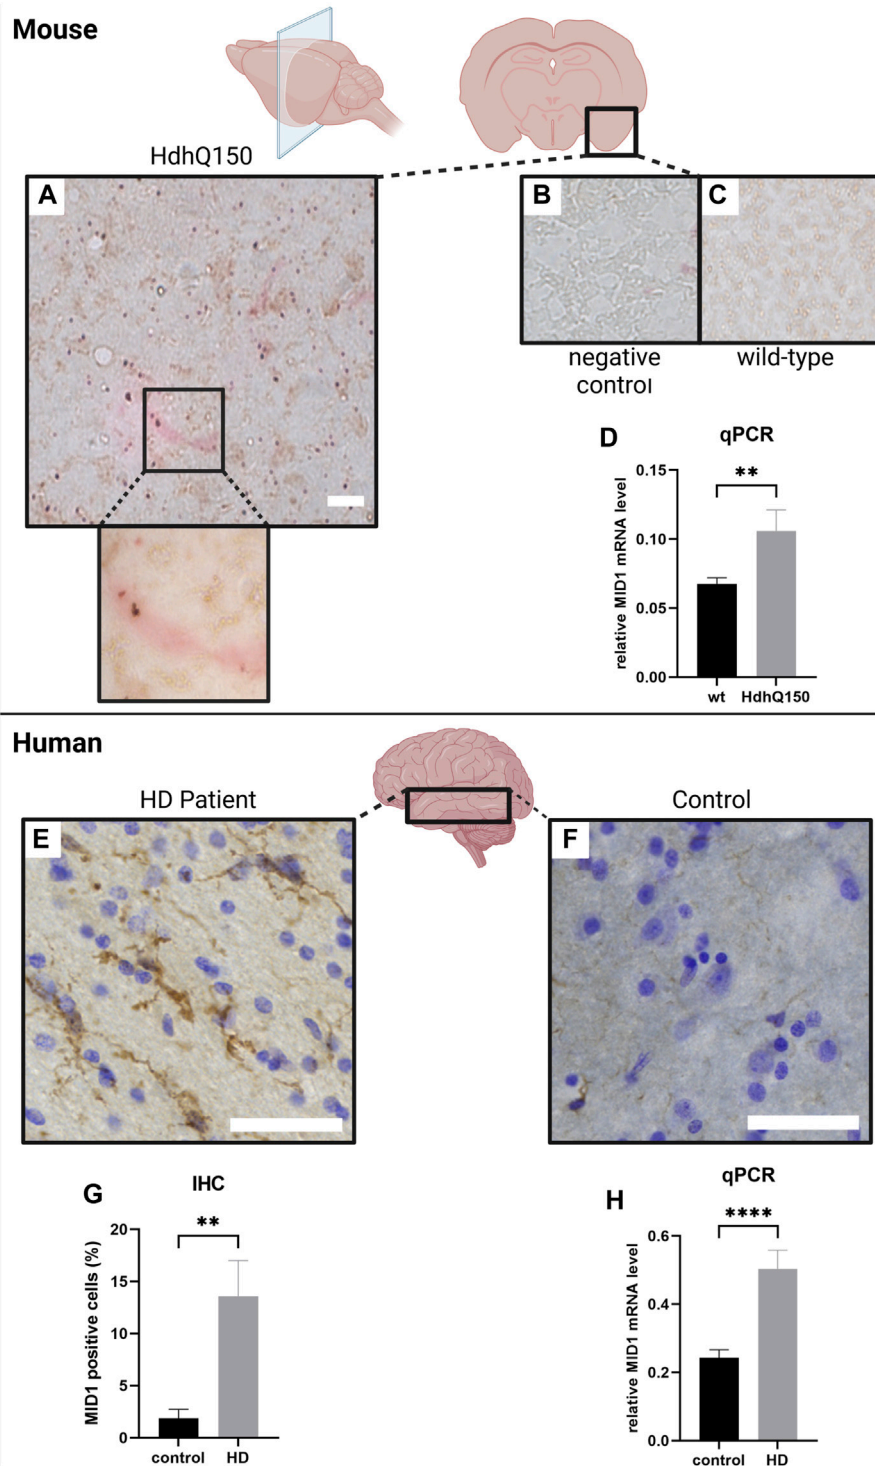 Mouse
HdhQ150
A
B
C
negative
control
wild-type
D
qPCR
relative MID1 mRNA level
0.15
0.10
0.05
0.00
**
wt HdhQ150
Human
HD Patient
Control
E
F
G
IHC
MID1 positive cells (%)
20
15
10
5
0
**
control HD
H
qPCR
relative MID1 mRNA level
0.6
0.4
0.2
0.0
****
control HD